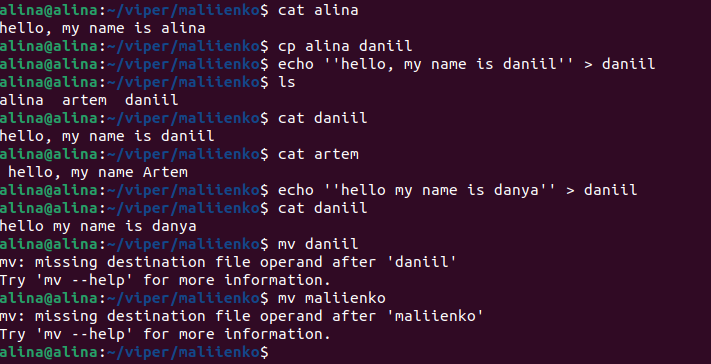 alina@alina:~/viper/maliienko$ cat alina
hello, my name is alina
alina@alina:~/viper/maliienko$ cp alina daniil
alina@alina:~/viper/maliienko$ echo ''hello, my name is daniil'' > daniil
alina@alina:~/viper/maliienko$ ls
alina  artem  daniil
alina@alina:~/viper/maliienko$ cat daniil
hello, my name is daniil
alina@alina:~/viper/maliienko$ cat artem
 hello, my name Artem
alina@alina:~/viper/maliienko$ echo ''hello my name is danya'' > daniil
alina@alina:~/viper/maliienko$ cat daniil
hello my name is danya
alina@alina:~/viper/maliienko$ mv daniil
mv: missing destination file operand after 'daniil'
Try 'mv --help' for more information.
alina@alina:~/viper/maliienko$ mv maliienko
mv: missing destination file operand after 'maliienko'
Try 'mv --help' for more information.
alina@alina:~/viper/maliienko$